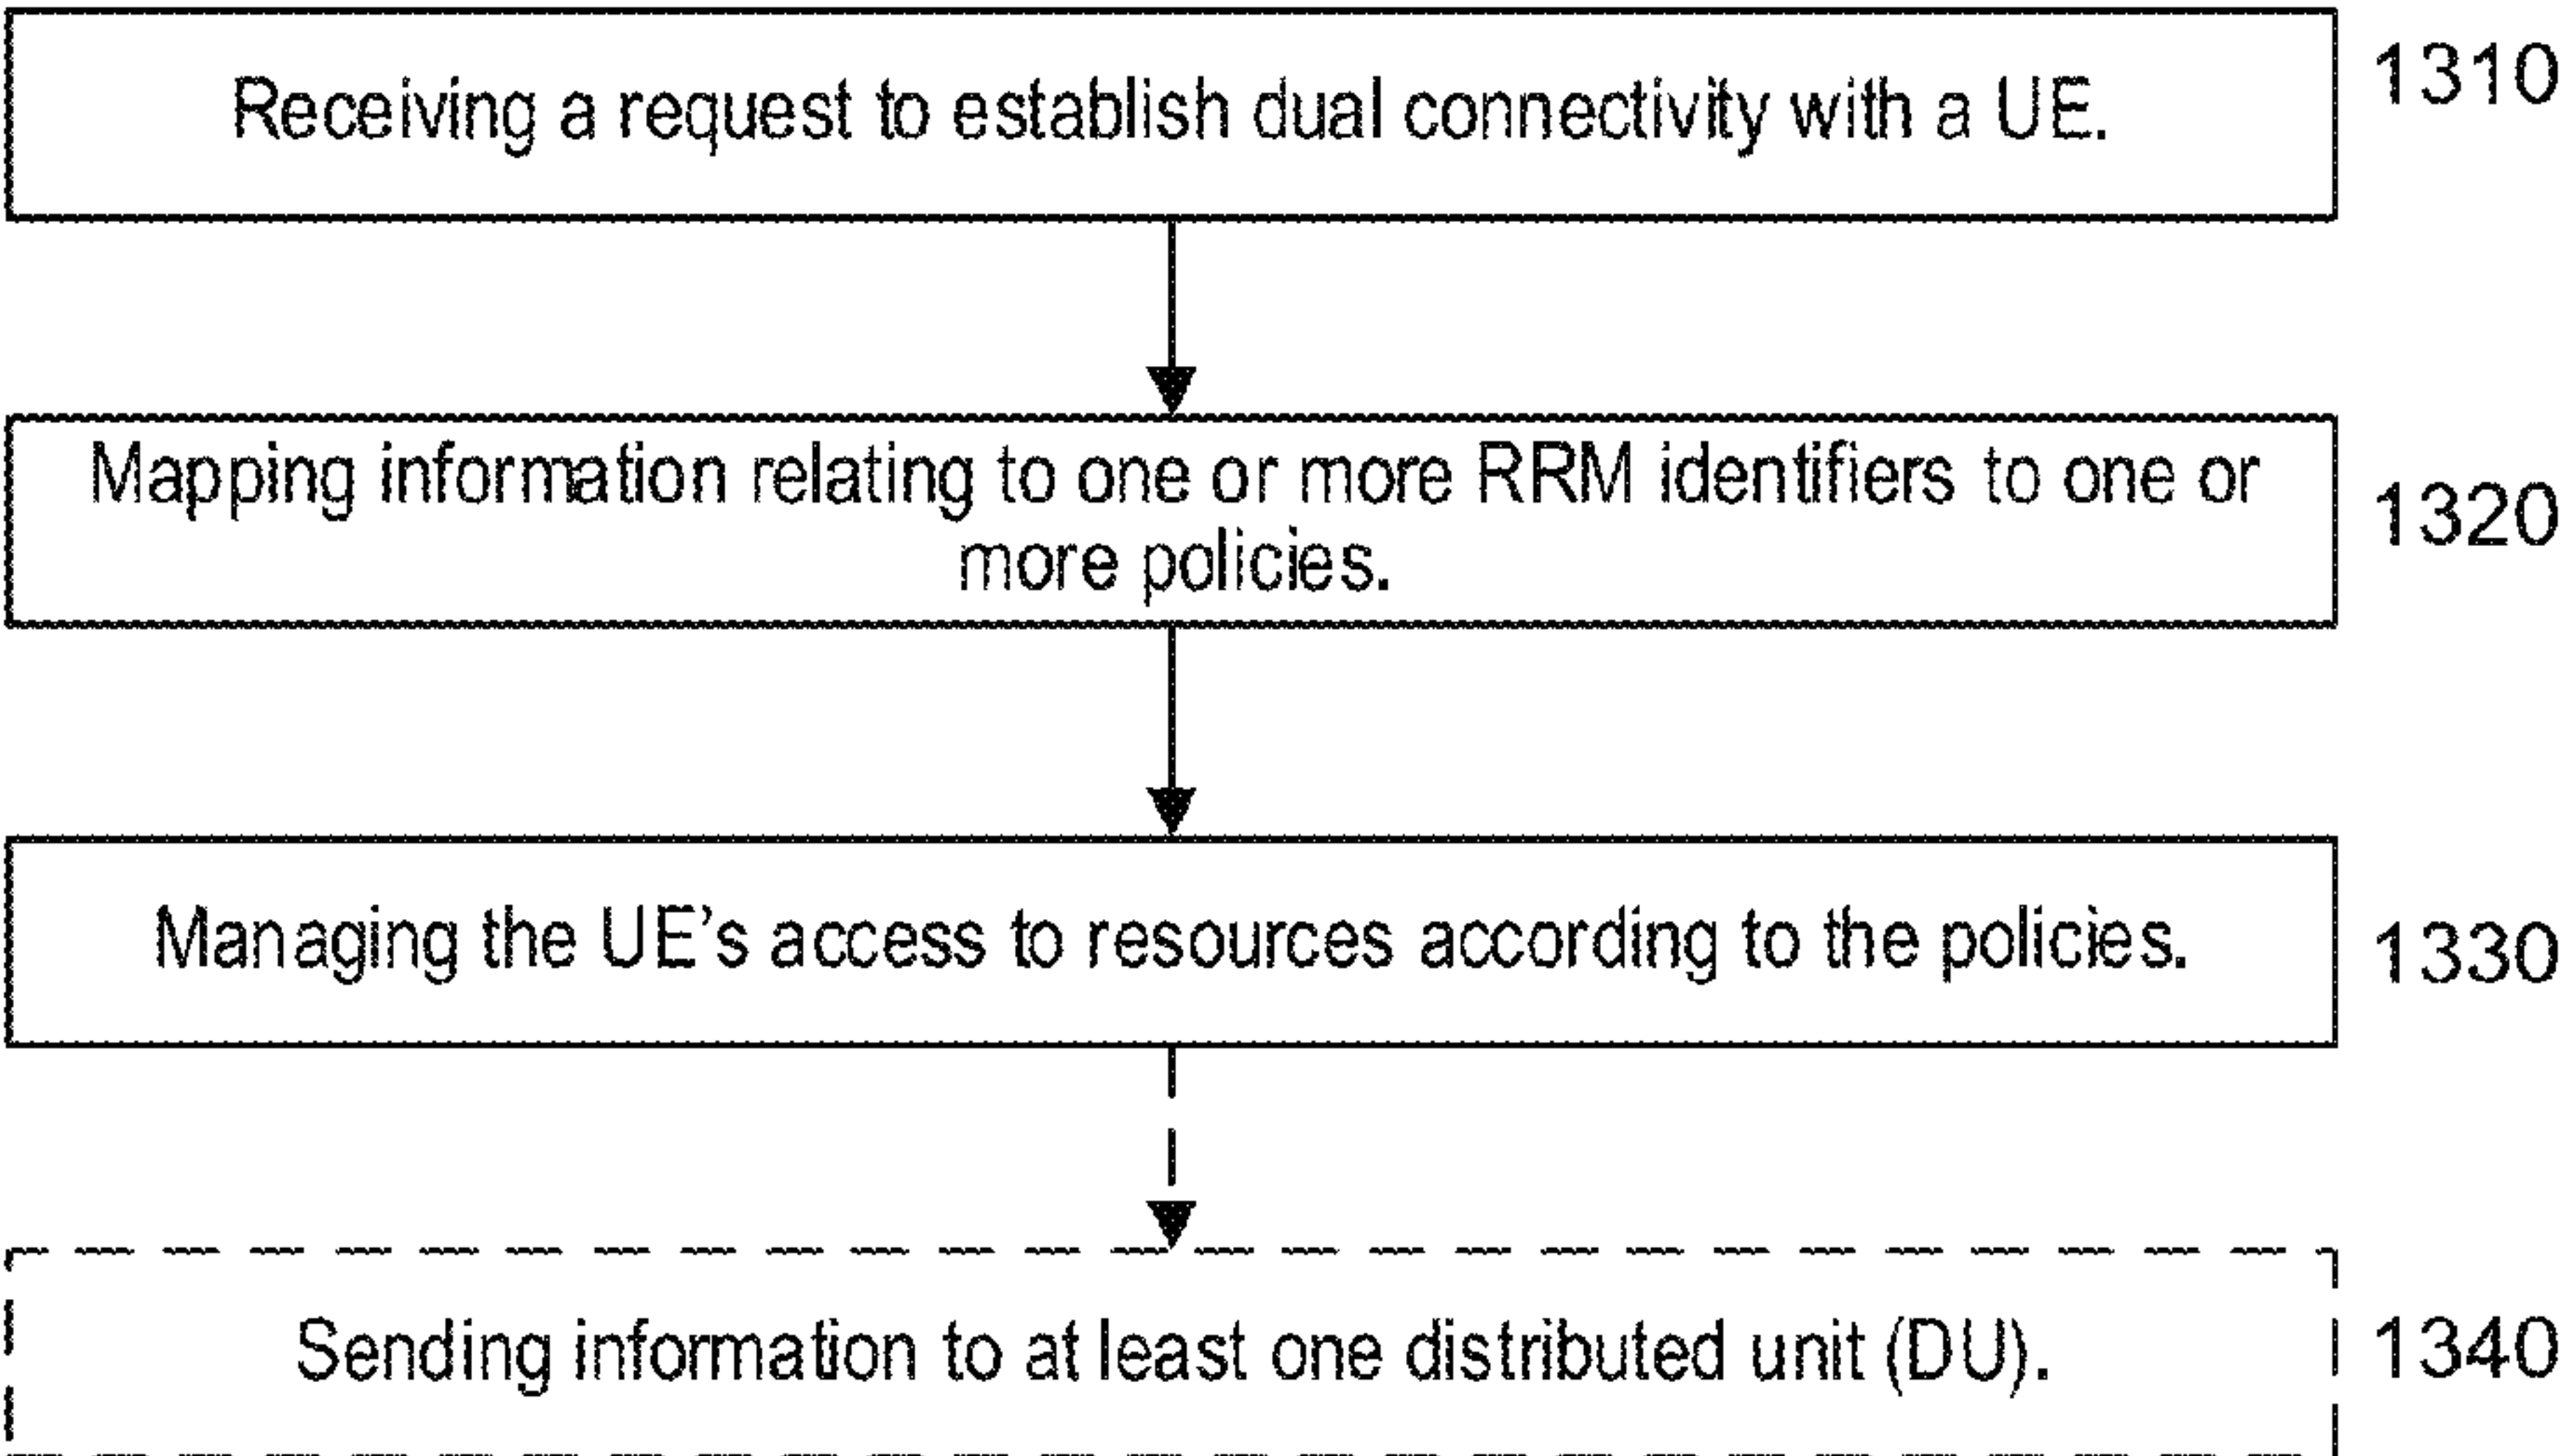 Receiving a request to establish dual connectivity with a UE.
1310
Mapping information relating to one or more RRM identifiers to one or
more policies.
1320
Managing the UE's access to resources according to the policies.
1330
Sending information to at least one distributed unit (DU).
1340